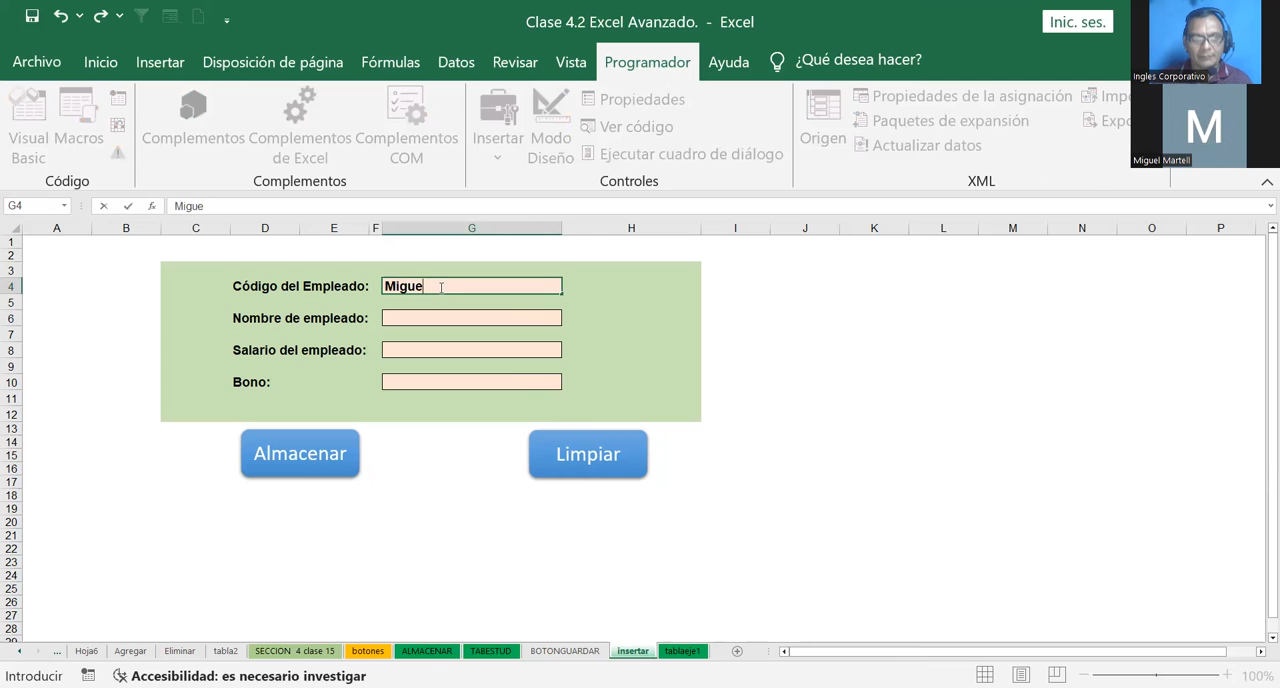 Clase 4.2 Excel Avanzado. - Excel
Inic. ses.
Archivo Inicio Insertar Disposición de página Fórmulas Datos Revisar Vista Programador Ayuda ¿Qué desea hacer?
Ingles Corporativo
M
Miguel Martell
Visual Basic
Macros
Código
Complementos
Complementos de Excel
Complementos COM
Complementos
Insertar
Modo Diseño
Propiedades
Ver código
Ejecutar cuadro de diálogo
Controles
Origen
Propiedades de la asignación
Paquetes de expansión
Actualizar datos
Impo
Expo
XML
G4
fx
Migue
A B C D E F G H I J K L M N O P
1
2
3
4 Código del Empleado: Migue
5
6 Nombre de empleado:
7
8 Salario del empleado:
9
10 Bono:
11
12
13
14
15 Almacenar Limpiar
16
17
18
19
20
21
22
23
24
25
26
27
28
29
... Hoja6 Agregar Eliminar tabla2 SECCION 4 clase 15 botones ALMACENAR TABESTUD BOTONGUARDAR insertar tablaeje1
Introducir Accesibilidad: es necesario investigar 100%